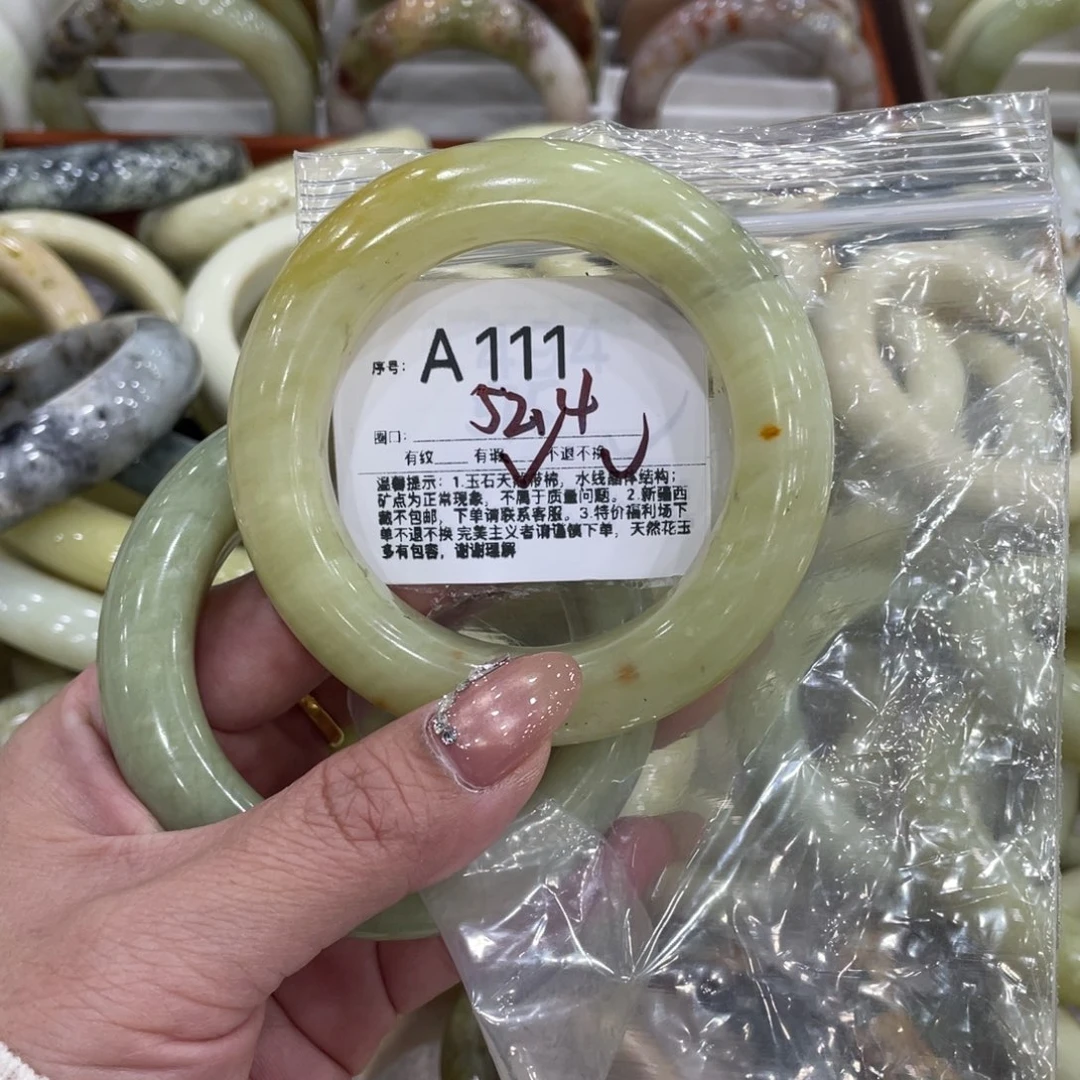 序号: A111
52.4
圈口:
有纹 有瑕 不退不换
温馨提示: 1.玉石天然带棉, 水线晶体结构;
矿点为正常现象, 不属于质量问题。2.新疆西
藏不包邮, 下单请联系客服。3.特价福利场下
单不退不换 完美主义者请谨慎下单, 天然花玉
多有包容, 谢谢理解